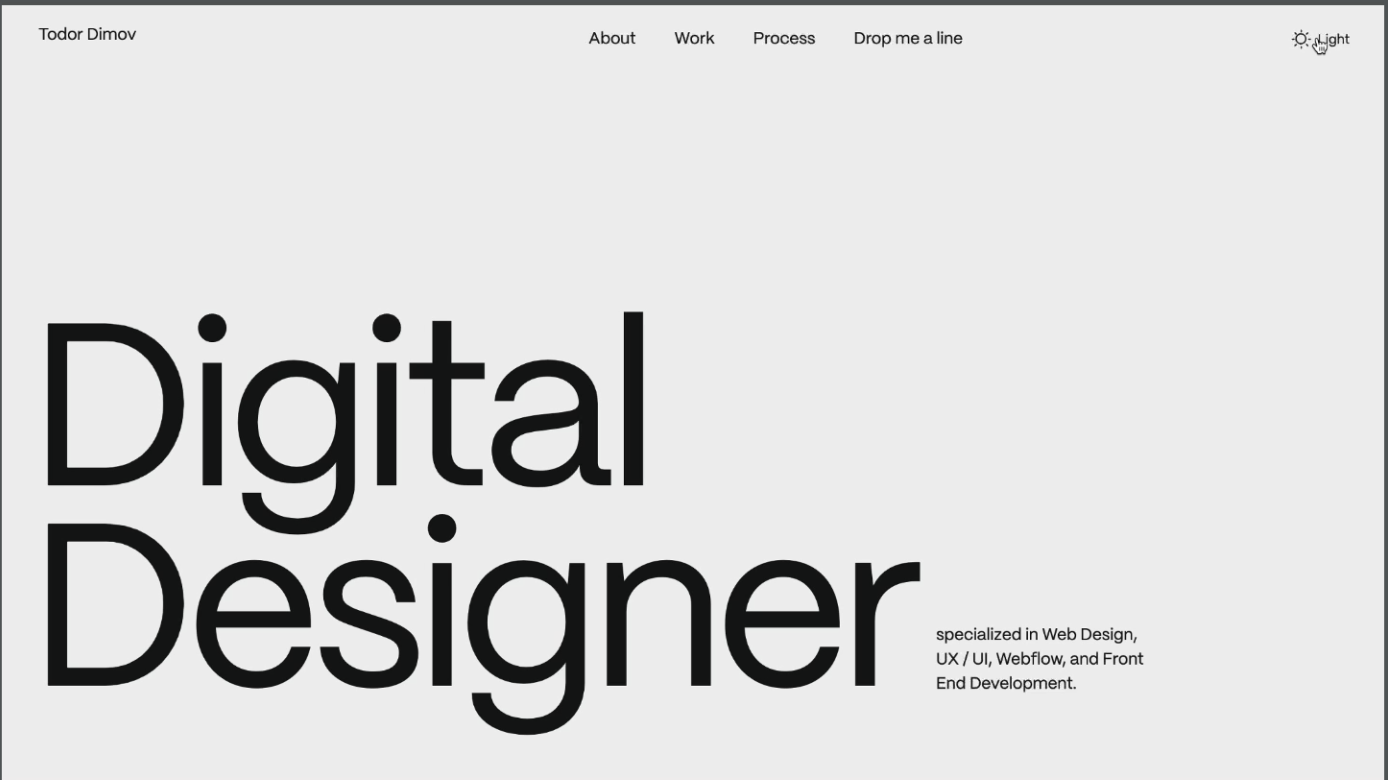 Todor Dimov
About Work Process Drop me a line
Light
Digital
Designer
specialized in Web Design,
UX / UI, Webflow, and Front
End Development.